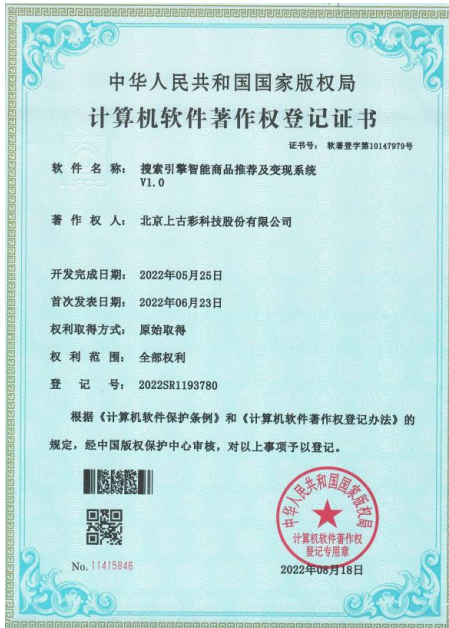 中华人民共和国国家版权局
计算机软件著作权登记证书
证书号： 软著登字第10147979号
软件名称： 搜索引擎智能商品推荐及变现系统
V1.0
著作权人： 北京上古彩科技股份有限公司
开发完成日期： 2022年05月25日
首次发表日期： 2022年06月23日
权利取得方式： 原始取得
权利范围： 全部权利
登记号： 2022SR1193780
根据《计算机软件保护条例》和《计算机软件著作权登记办法》的
规定，经中国版权保护中心审核，对以上事项予以登记。
中华人民共和国国家版权局
计算机软件著作权
登记专用章
No. 11415846
2022年08月18日